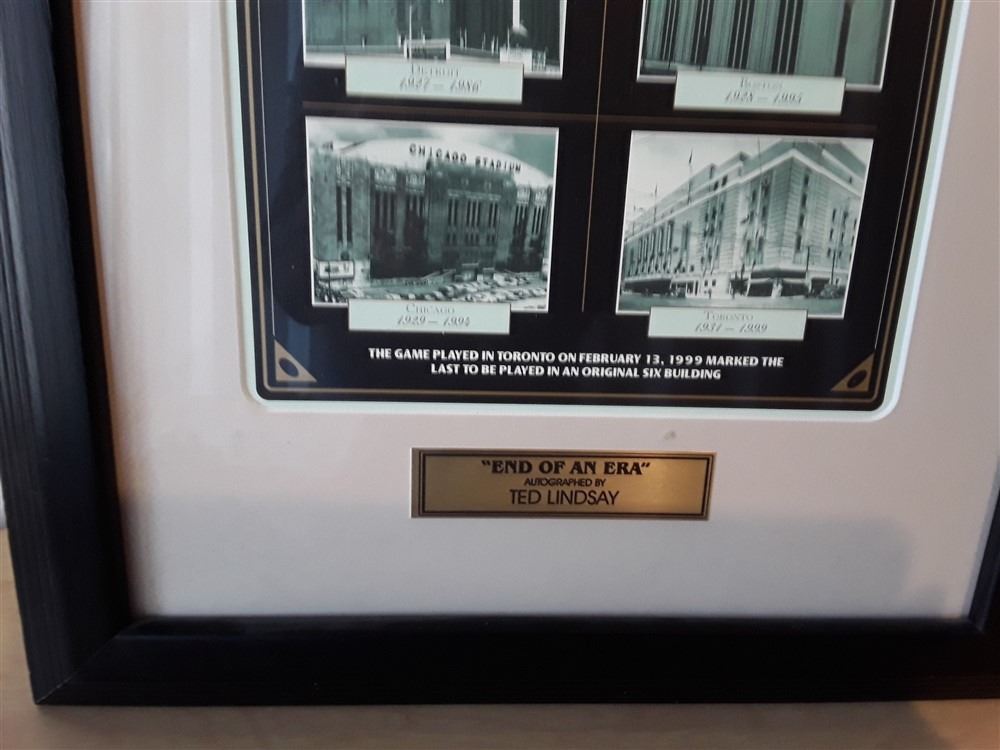 DETROIT
1927 — 1980
BOSTON
1928 — 1995
CHICAGO STADIUM
CHICAGO
1929 — 1994
TORONTO
1931 — 1999
THE GAME PLAYED IN TORONTO ON FEBRUARY 13, 1999 MARKED THE
LAST TO BE PLAYED IN AN ORIGINAL SIX BUILDING
"END OF AN ERA"
AUTOGRAPHED BY
TED LINDSAY